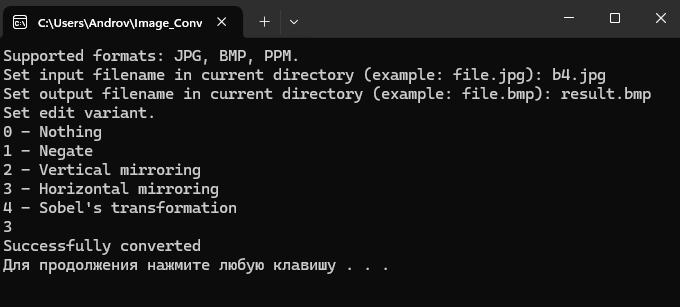 C:\Users\Androv\Image_Conv
Supported formats: JPG, BMP, PPM.
Set input filename in current directory (example: file.jpg): b4.jpg
Set output filename in current directory (example: file.bmp): result.bmp
Set edit variant.
0 - Nothing
1 - Negate
2 - Vertical mirroring
3 - Horizontal mirroring
4 - Sobel's transformation
3
Successfully converted
Для продолжения нажмите любую клавишу . . .